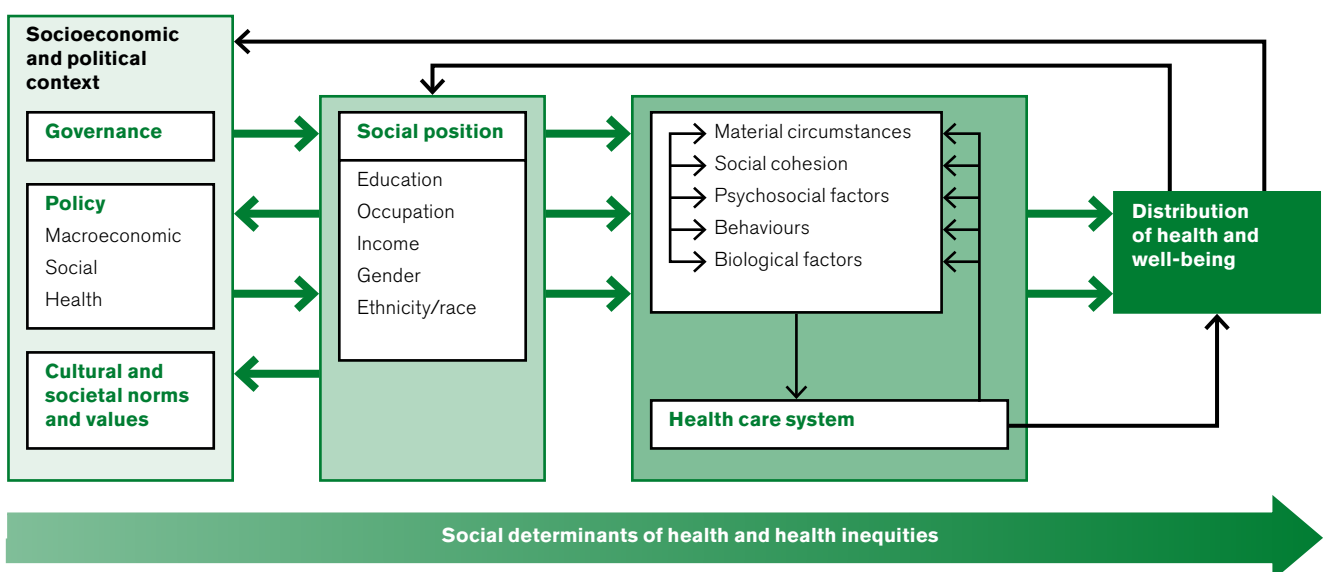 Socioeconomic
and political
context
Governance
Policy
Macroeconomic
Social
Health
Cultural and
societal norms
and values
Social position
Education
Occupation
Income
Gender
Ethnicity/race
Material circumstances
Social cohesion
Psychosocial factors
Behaviours
Biological factors
Health care system
Distribution
of health and
well-being
Social determinants of health and health inequities